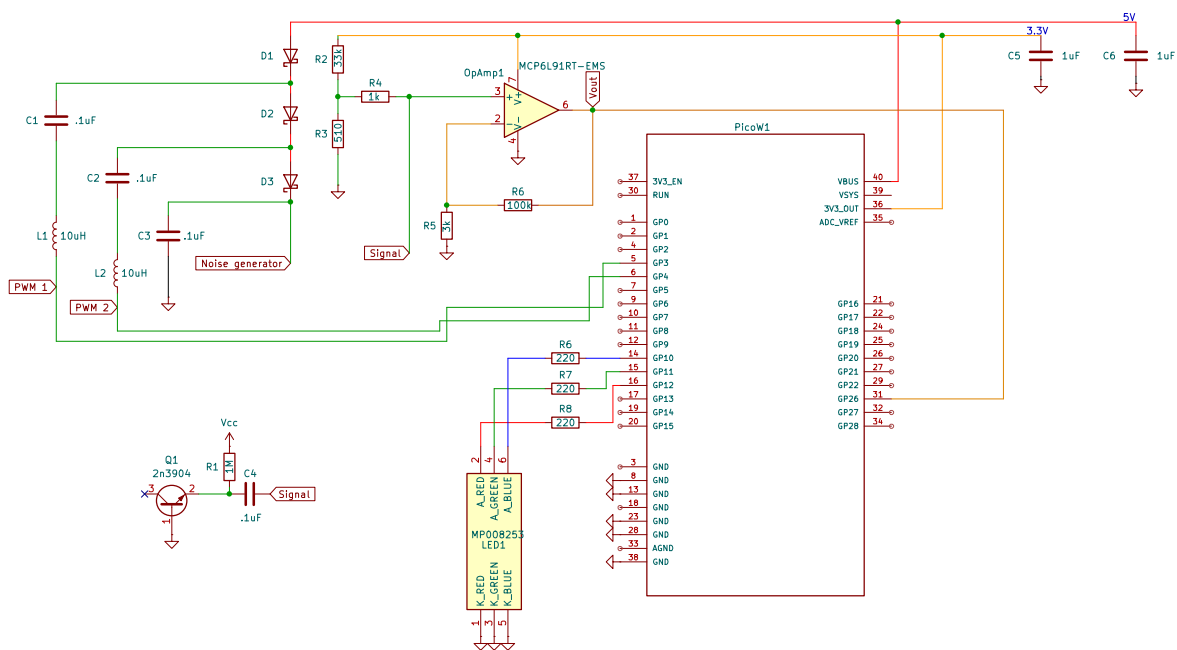 5V
3.3V
D1
R2
33k
MCP6L91RT-EMS
OpAmp1
Vout
C5
1uF
C6
1uF
R4
1k
7
V+
3
+
6
2
-
V-
4
C1
.1uF
D2
R3
510
PicoW1
C2
.1uF
D3
R6
100k
R5
3k
L1
10uH
C3
.1uF
Signal
Noise generator
L2
10uH
PWM 1
PWM 2
37
3V3_EN
30
RUN
1
GP0
2
GP1
4
GP2
5
GP3
6
GP4
7
GP5
9
GP6
10
GP7
11
GP8
12
GP9
14
GP10
15
GP11
16
GP12
17
GP13
19
GP14
20
GP15
3
GND
8
GND
13
GND
18
GND
23
GND
28
GND
33
AGND
38
GND
VBUS
40
VSYS
39
3V3_OUT
36
ADC_VREF
35
GP16
21
GP17
22
GP18
24
GP19
25
GP20
26
GP21
27
GP22
29
GP26
31
GP27
32
GP28
34
R6
220
R7
220
R8
220
Vcc
Q1
2n3904
R1
1M
C4
.1uF
Signal
3
2
1
2
4
6
A_RED
A_GREEN
A_BLUE
MP008253
LED1
K_RED
K_GREEN
K_BLUE
1
3
5